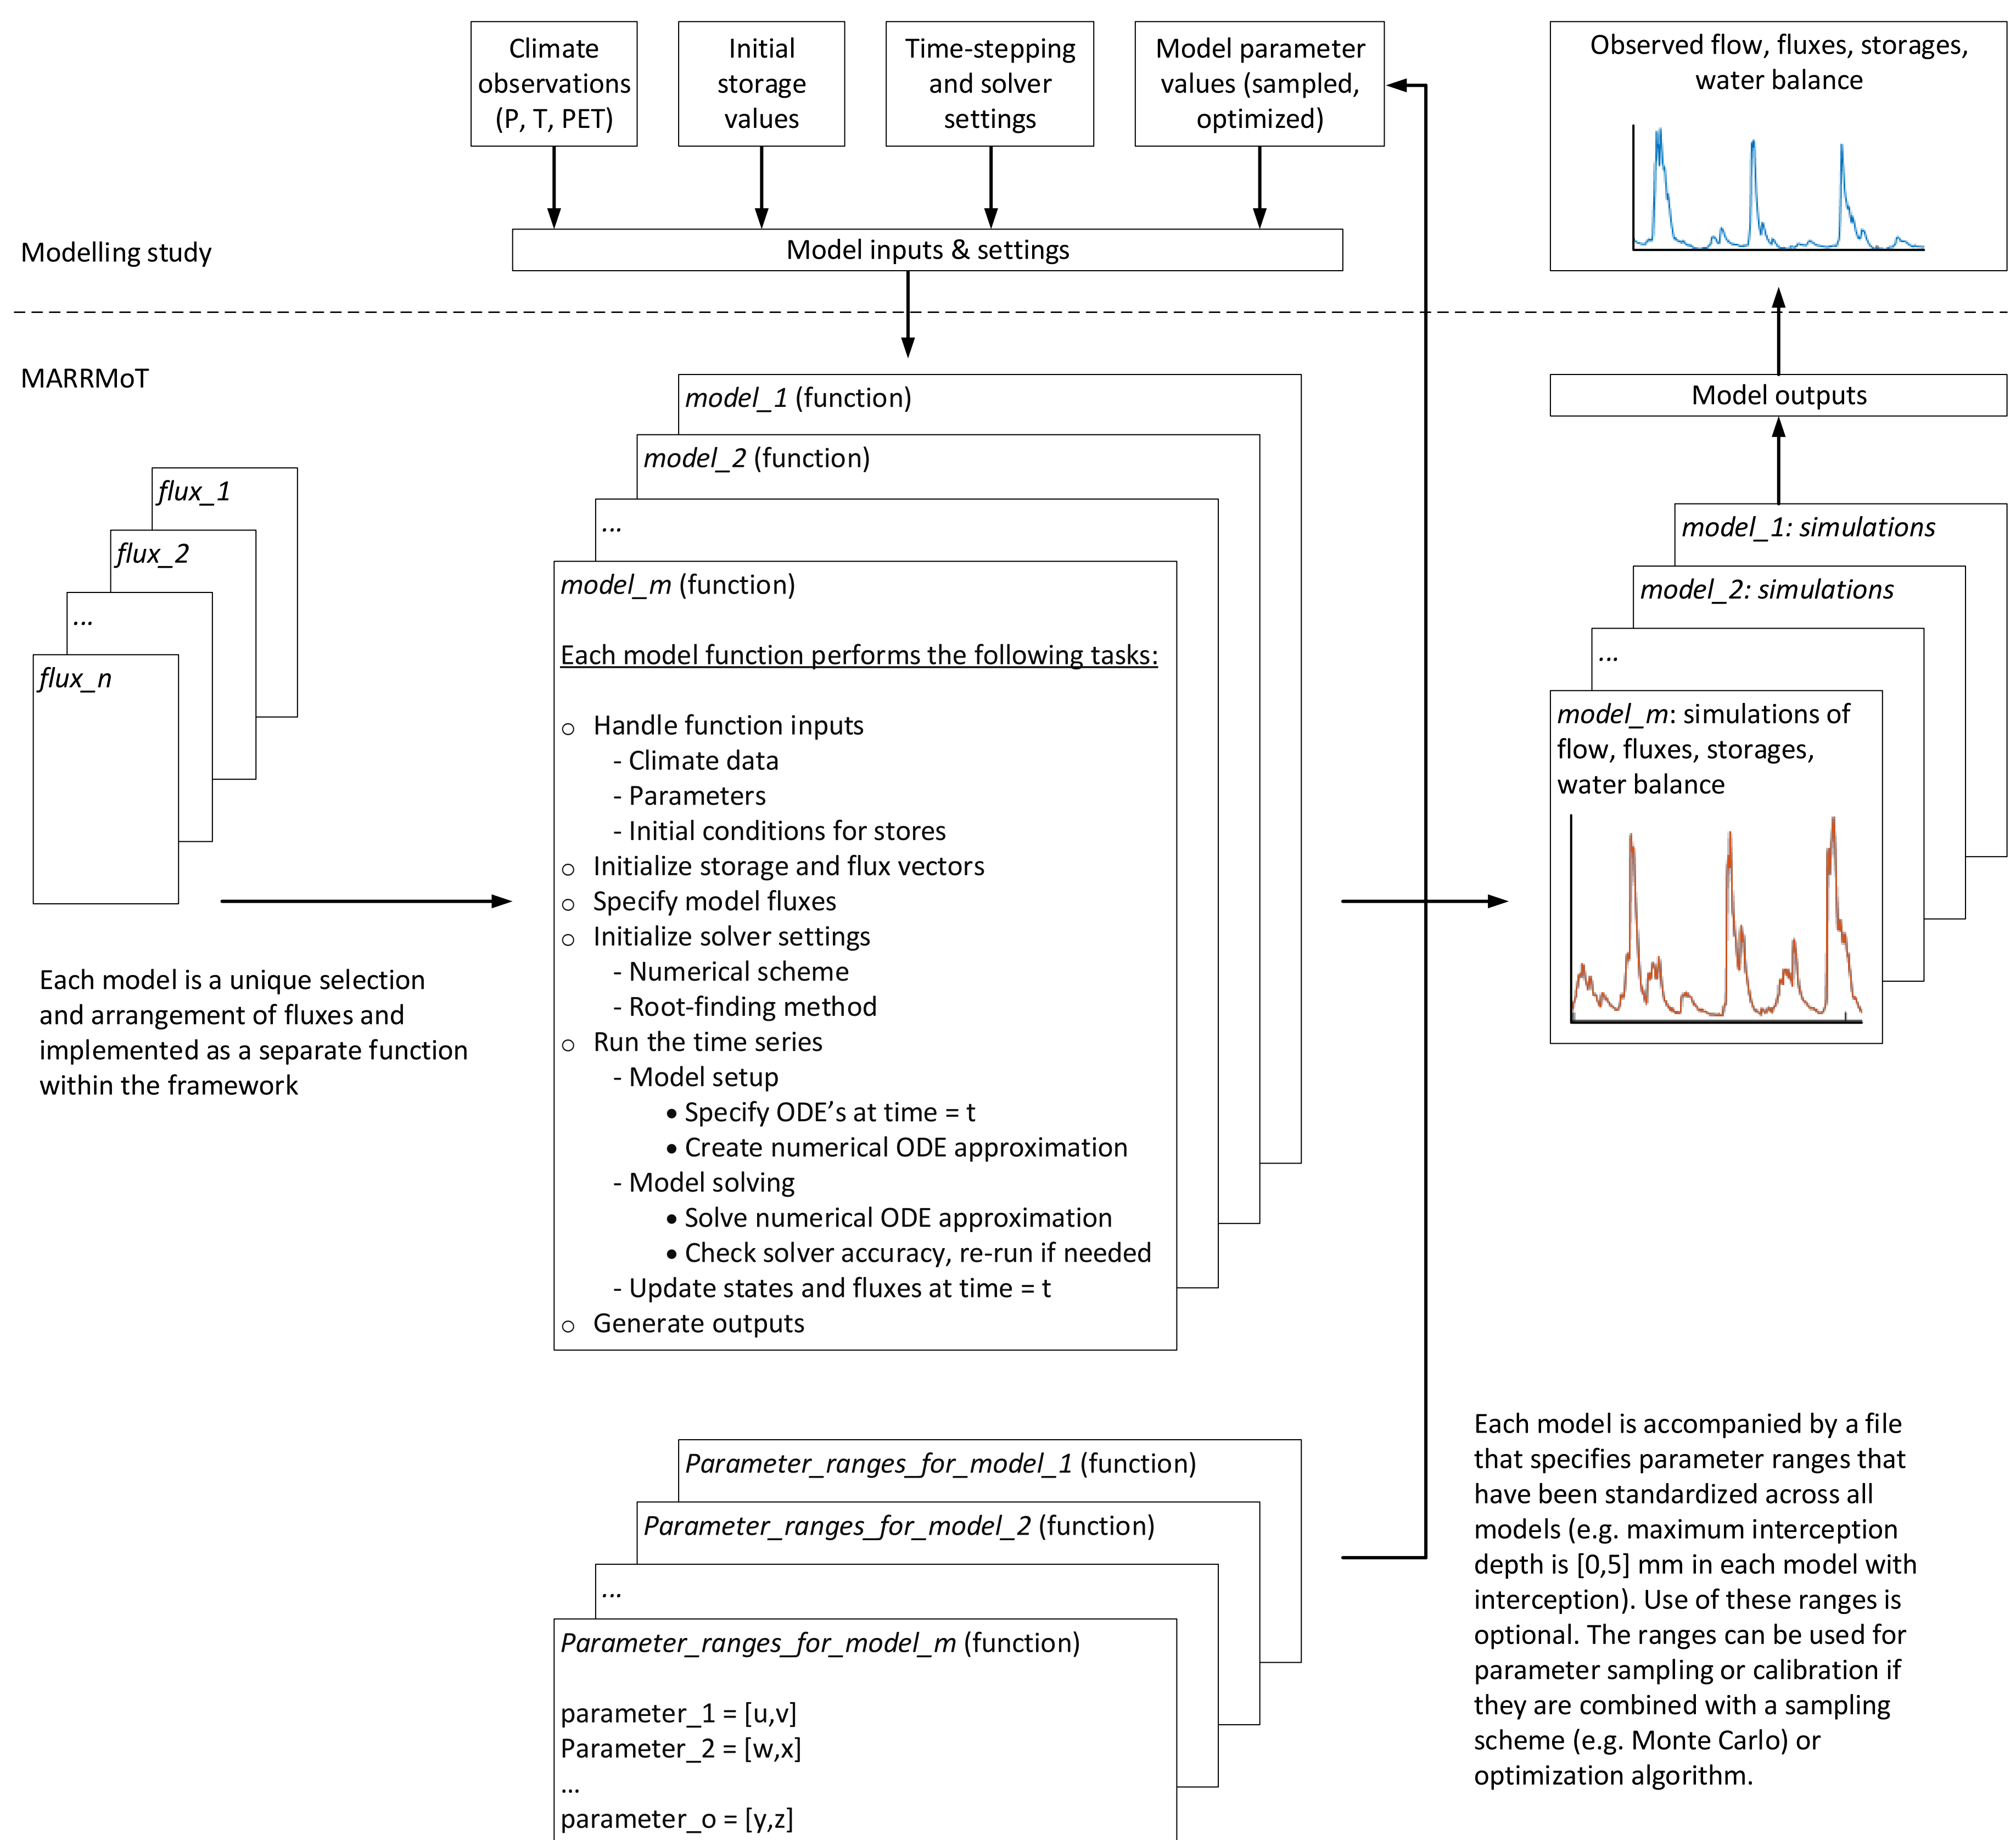 Climate
observations
(P, T, PET)
Initial
storage
values
Time-stepping
and solver
settings
Model parameter
values (sampled,
optimized)
Observed flow, fluxes, storages,
water balance
Modelling study
Model inputs & settings
MARRMoT
Model outputs
flux_1
flux_2
...
flux_n
Each model is a unique selection
and arrangement of fluxes and
implemented as a separate function
within the framework
model_1 (function)
model_2 (function)
...
model_m (function)
Each model function performs the following tasks:
○ Handle function inputs
- Climate data
- Parameters
- Initial conditions for stores
○ Initialize storage and flux vectors
○ Specify model fluxes
○ Initialize solver settings
- Numerical scheme
- Root-finding method
○ Run the time series
- Model setup
• Specify ODE’s at time = t
• Create numerical ODE approximation
- Model solving
• Solve numerical ODE approximation
• Check solver accuracy, re-run if needed
- Update states and fluxes at time = t
○ Generate outputs
model_1: simulations
model_2: simulations
...
model_m: simulations of
flow, fluxes, storages,
water balance
Parameter_ranges_for_model_1 (function)
Parameter_ranges_for_model_2 (function)
...
Parameter_ranges_for_model_m (function)
parameter_1 = [u,v]
Parameter_2 = [w,x]
...
parameter_o = [y,z]
Each model is accompanied by a file
that specifies parameter ranges that
have been standardized across all
models (e.g. maximum interception
depth is [0,5] mm in each model with
interception). Use of these ranges is
optional. The ranges can be used for
parameter sampling or calibration if
they are combined with a sampling
scheme (e.g. Monte Carlo) or
optimization algorithm.